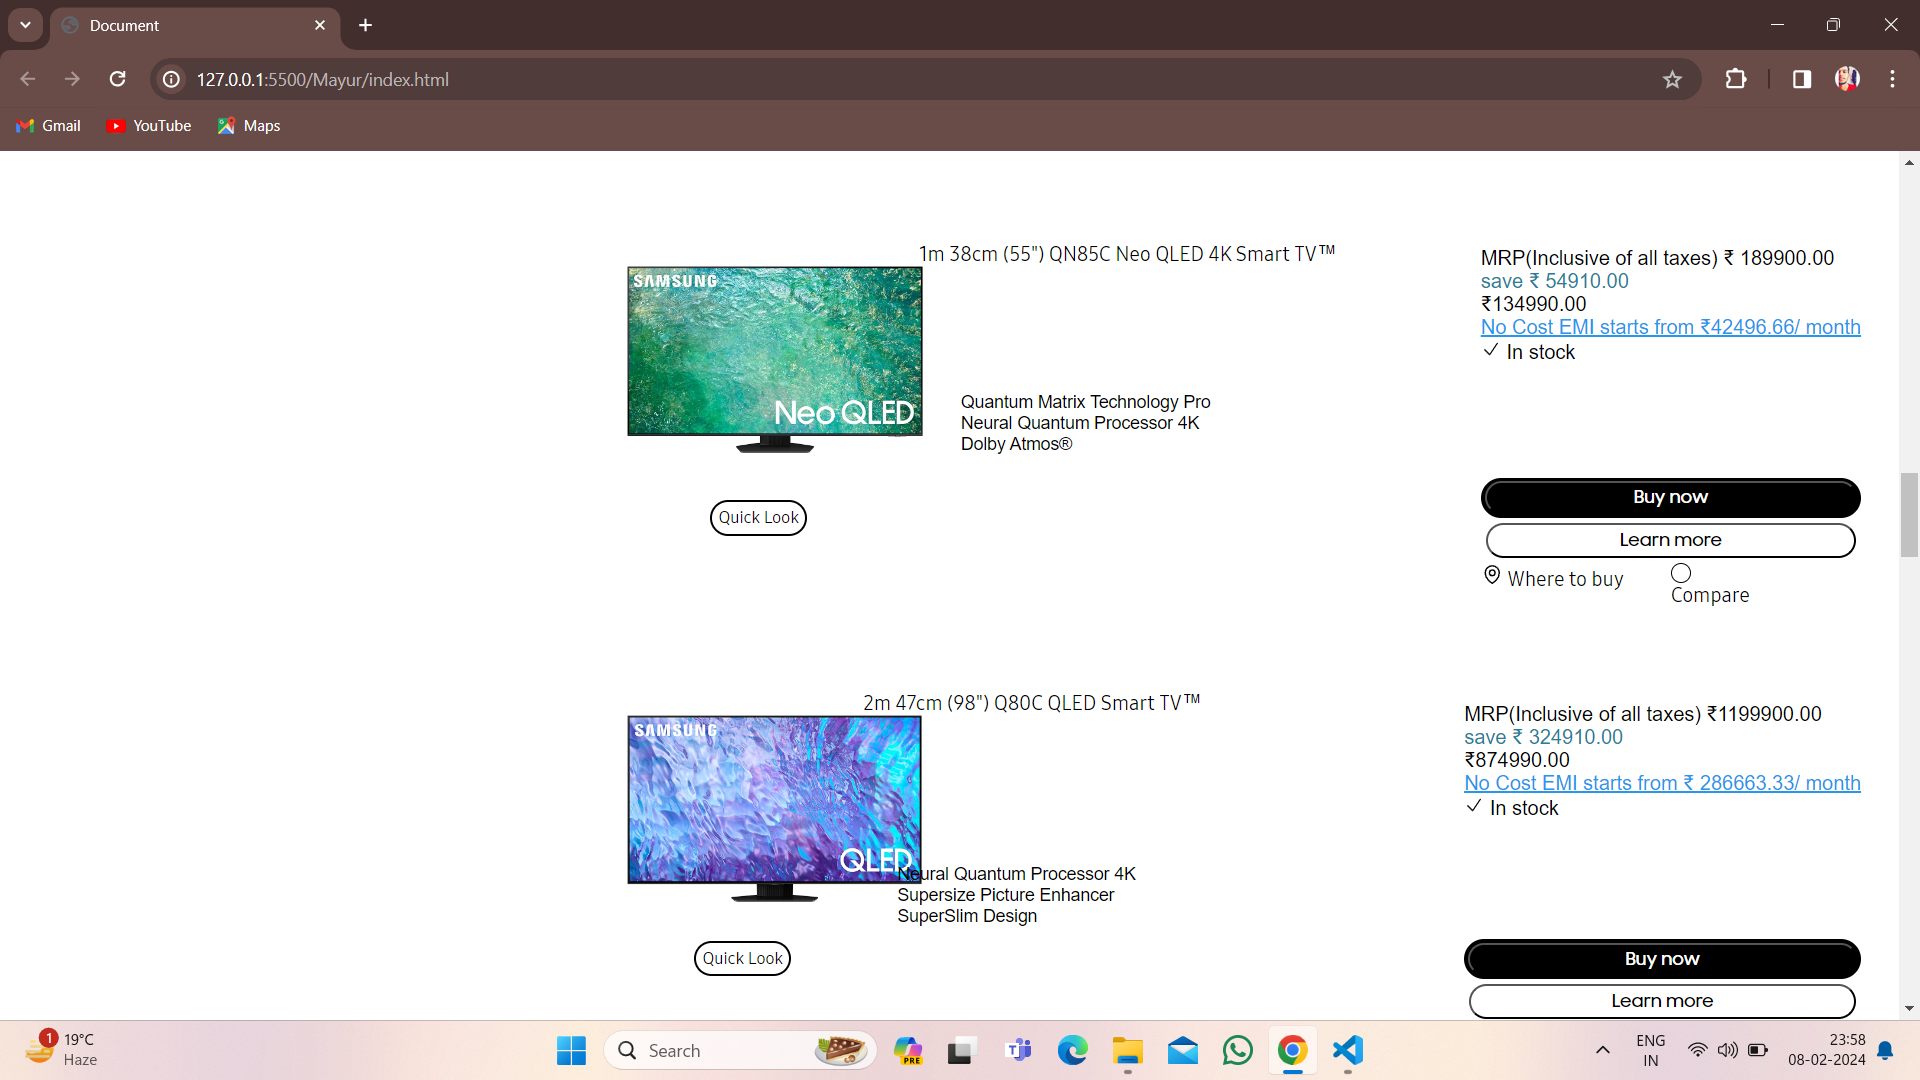 Document
127.0.0.1:5500/Mayur/index.html
Gmail
YouTube
Maps
1m 38cm (55") QN85C Neo QLED 4K Smart TV™
SAMSUNG
Neo QLED
Quantum Matrix Technology Pro
Neural Quantum Processor 4K
Dolby Atmos®
Quick Look
MRP(Inclusive of all taxes) ₹ 189900.00
save ₹ 54910.00
₹134990.00
No Cost EMI starts from ₹42496.66/ month
In stock
Buy now
Learn more
Where to buy
Compare
2m 47cm (98") Q80C QLED Smart TV™
SAMSUNG
QLED
Neural Quantum Processor 4K
Supersize Picture Enhancer
SuperSlim Design
Quick Look
MRP(Inclusive of all taxes) ₹1199900.00
save ₹ 324910.00
₹874990.00
No Cost EMI starts from ₹ 286663.33/ month
In stock
Buy now
Learn more
1
19°C
Haze
Search
PRE
ENG
IN
23:58
08-02-2024